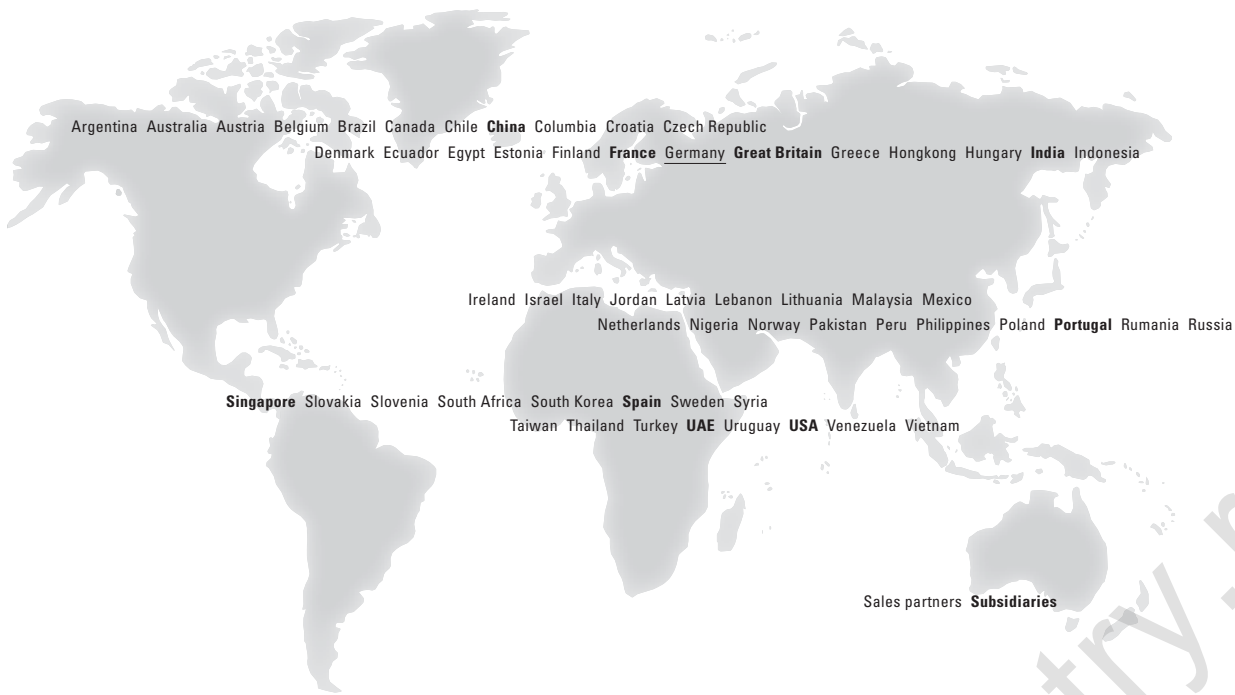 Argentina Australia Austria Belgium Brazil Canada Chile China Columbia Croatia Czech Republic
Denmark Ecuador Egypt Estonia Finland France Germany Great Britain Greece Hongkong Hungary India Indonesia
Ireland Israel Italy Jordan Latvia Lebanon Lithuania Malaysia Mexico
Netherlands Nigeria Norway Pakistan Peru Philippines Poland Portugal Rumania Russia
Singapore Slovakia Slovenia South Africa South Korea Spain Sweden Syria
Taiwan Thailand Turkey UAE Uruguay USA Venezuela Vietnam
Sales partners Subsidiaries